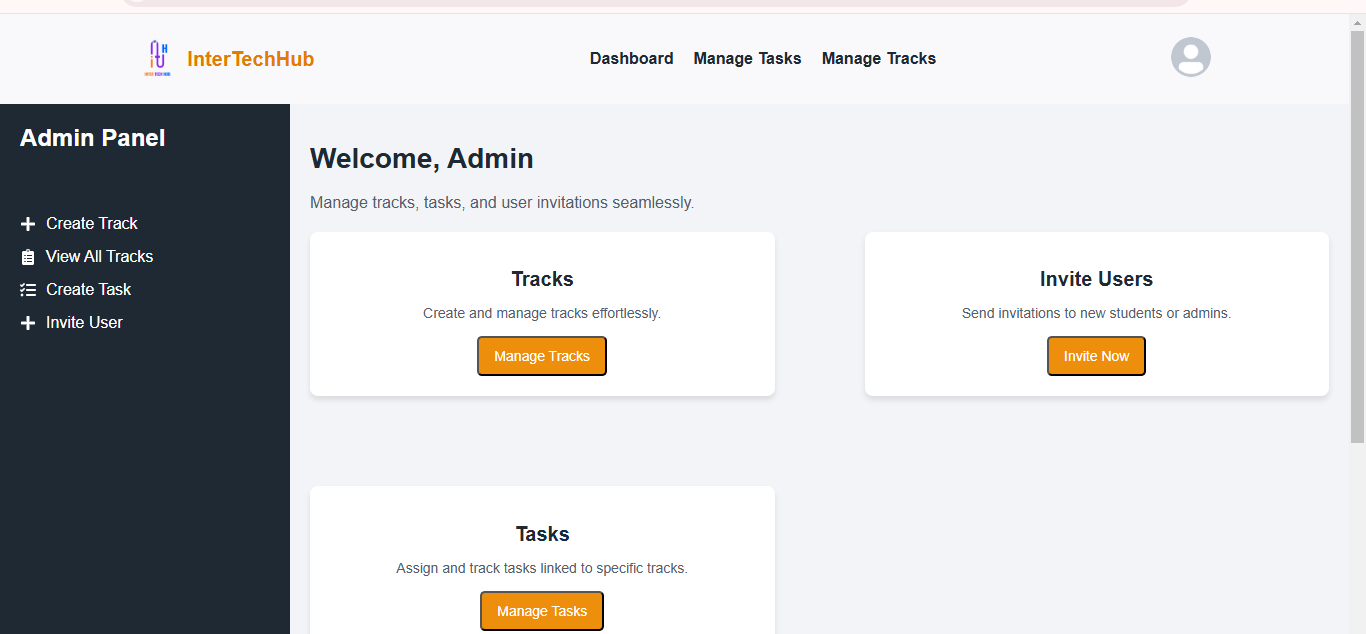 InterTechHub
Dashboard Manage Tasks Manage Tracks
Admin Panel
Create Track
View All Tracks
Create Task
Invite User
Welcome, Admin
Manage tracks, tasks, and user invitations seamlessly.
Tracks
Create and manage tracks effortlessly.
Manage Tracks
Invite Users
Send invitations to new students or admins.
Invite Now
Tasks
Assign and track tasks linked to specific tracks.
Manage Tasks